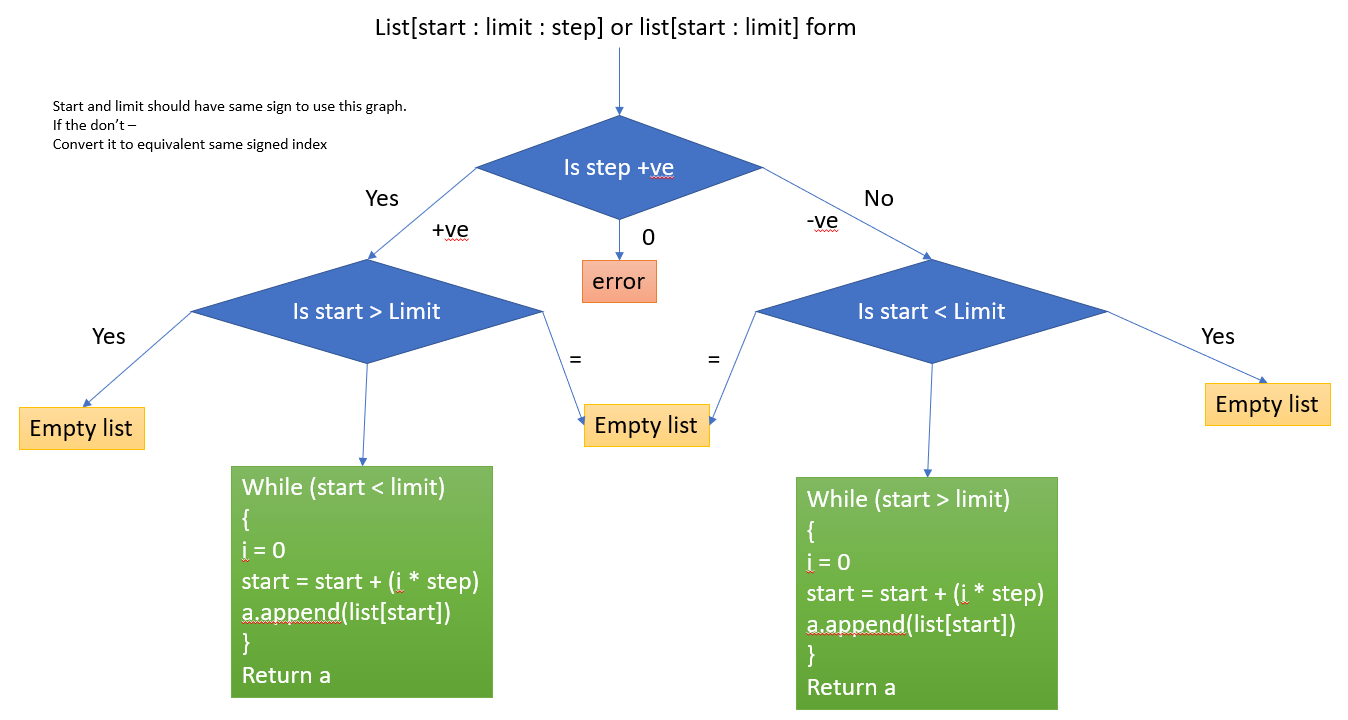 List[start : limit : step] or list[start : limit] form
Start and limit should have same sign to use this graph.
If the don't –
Convert it to equivalent same signed index
Is step +ve
Yes
No
+ve
0
-ve
error
Is start > Limit
Is start < Limit
Yes
=
=
Yes
Empty list
Empty list
Empty list
While (start < limit)
{
i = 0
start = start + (i * step)
a.append(list[start])
}
Return a
While (start > limit)
{
i = 0
start = start + (i * step)
a.append(list[start])
}
Return a